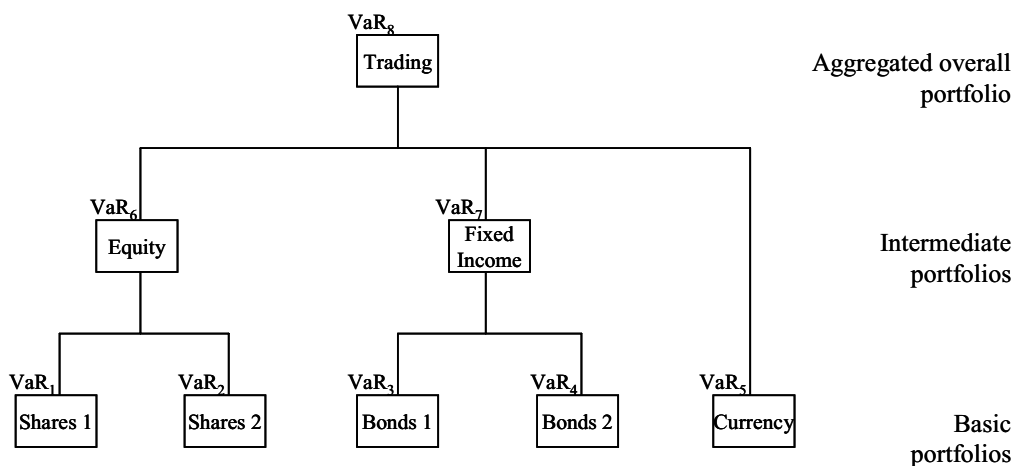 VaR8
Trading
Aggregated overall
portfolio
VaR6
Equity
VaR7
Fixed
Income
Intermediate
portfolios
VaR1
Shares 1
VaR2
Shares 2
VaR3
Bonds 1
VaR4
Bonds 2
VaR5
Currency
Basic
portfolios